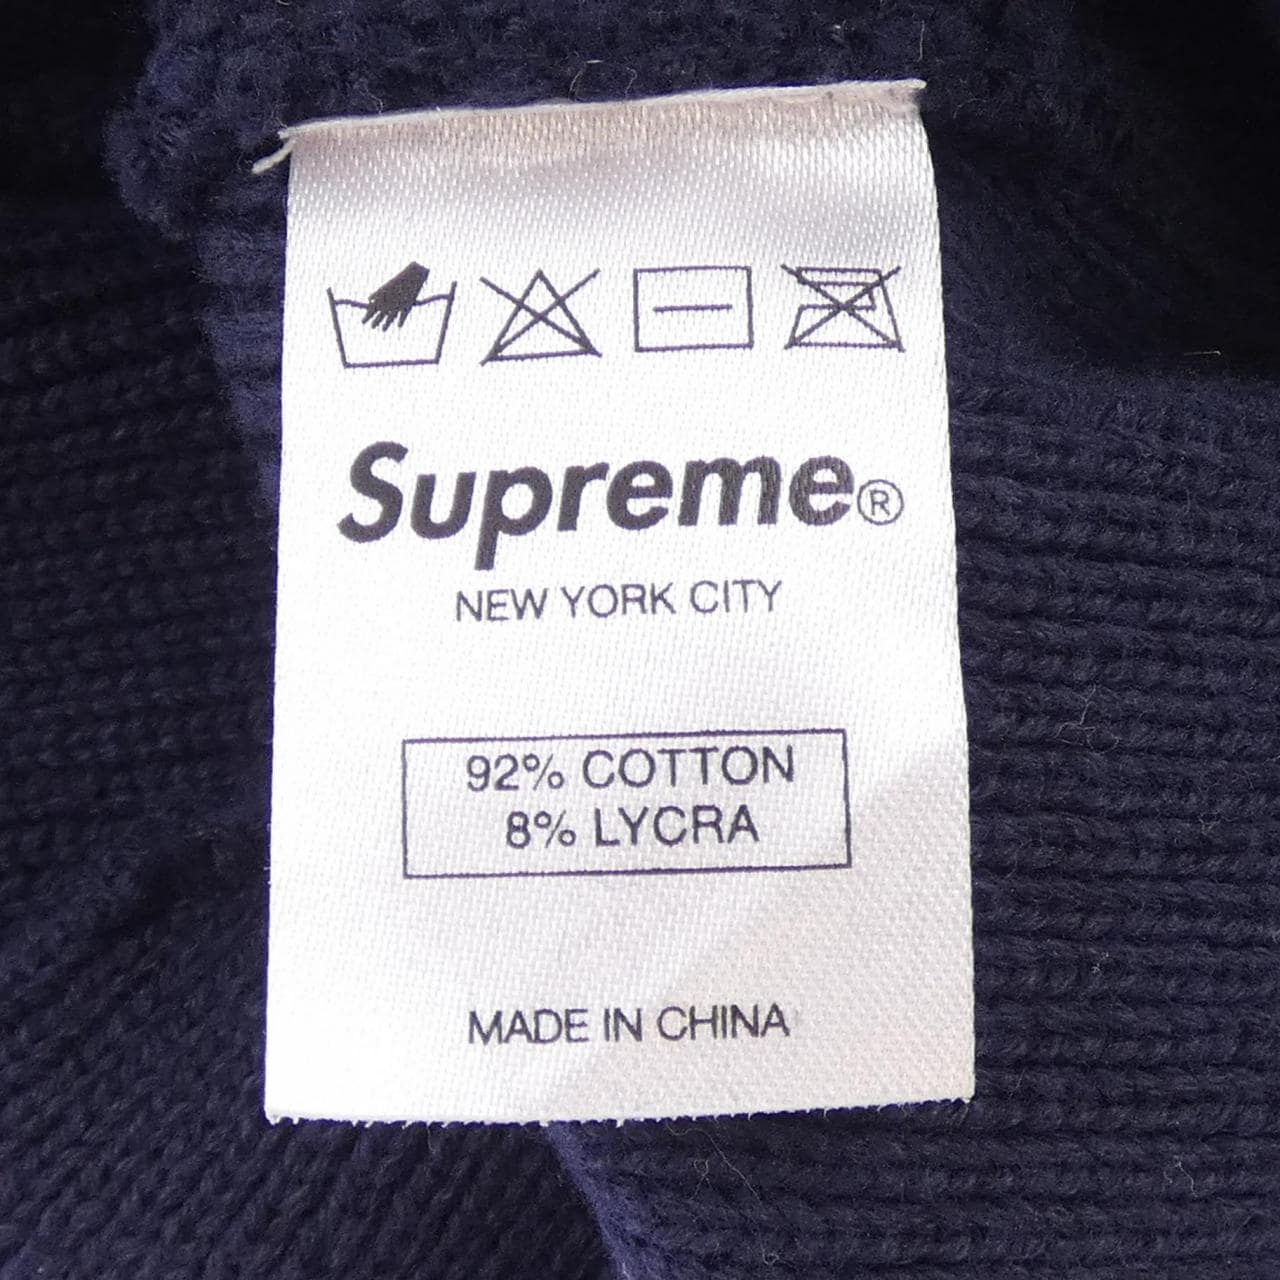 Supreme®
NEW YORK CITY
92% COTTON
8% LYCRA
MADE IN CHINA